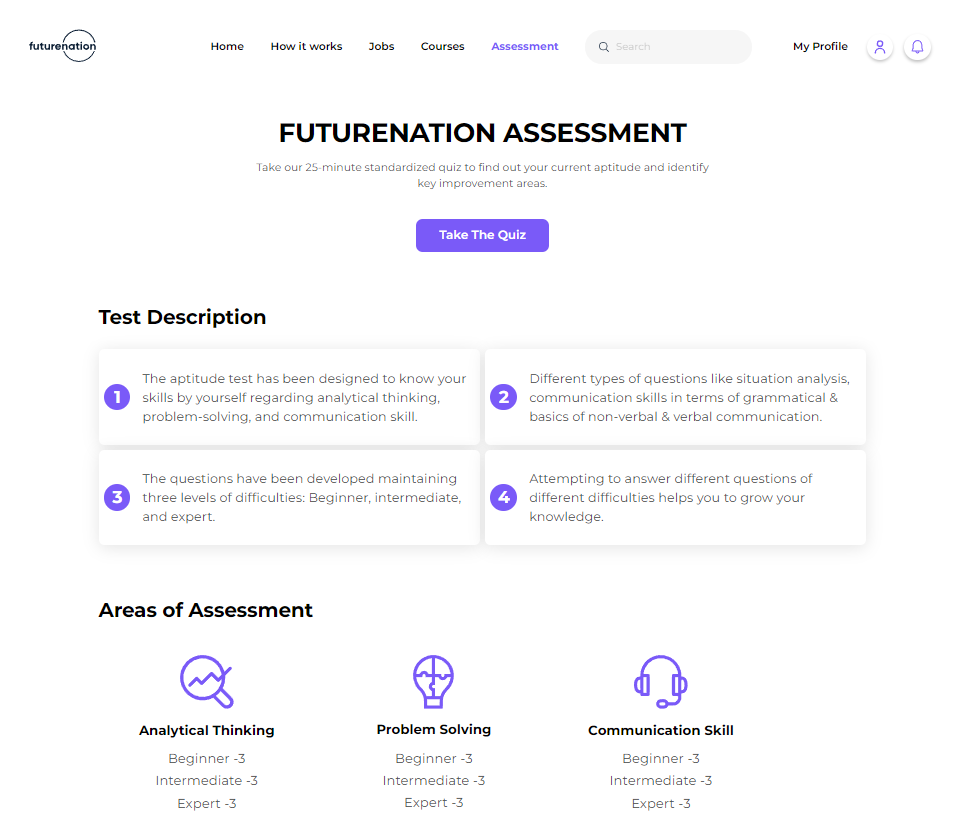 futurenation
Home How it works Jobs Courses Assessment Search My Profile
FUTURENATION ASSESSMENT
Take our 25-minute standardized quiz to find out your current aptitude and identify
key improvement areas.
Take The Quiz
Test Description
1
The aptitude test has been designed to know your
skills by yourself regarding analytical thinking,
problem-solving, and communication skill.
2
Different types of questions like situation analysis,
communication skills in terms of grammatical &
basics of non-verbal & verbal communication.
3
The questions have been developed maintaining
three levels of difficulties: Beginner, intermediate,
and expert.
4
Attempting to answer different questions of
different difficulties helps you to grow your
knowledge.
Areas of Assessment
Analytical Thinking
Beginner -3
Intermediate -3
Expert -3
Problem Solving
Beginner -3
Intermediate -3
Expert -3
Communication Skill
Beginner -3
Intermediate -3
Expert -3